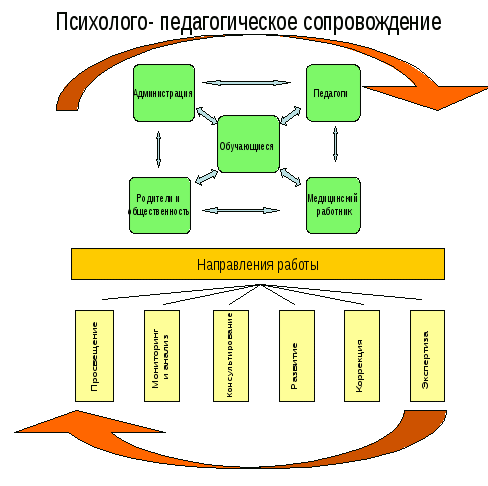 Психолого- педагогическое сопровождение
Администрация
Педагоги
Обучающиеся
Родители и
общественность
Медицинский
работник
Направления работы
Просвещение
Мониторинг
и анализ
Консультирование
Развитие
Коррекция
Экспертиза